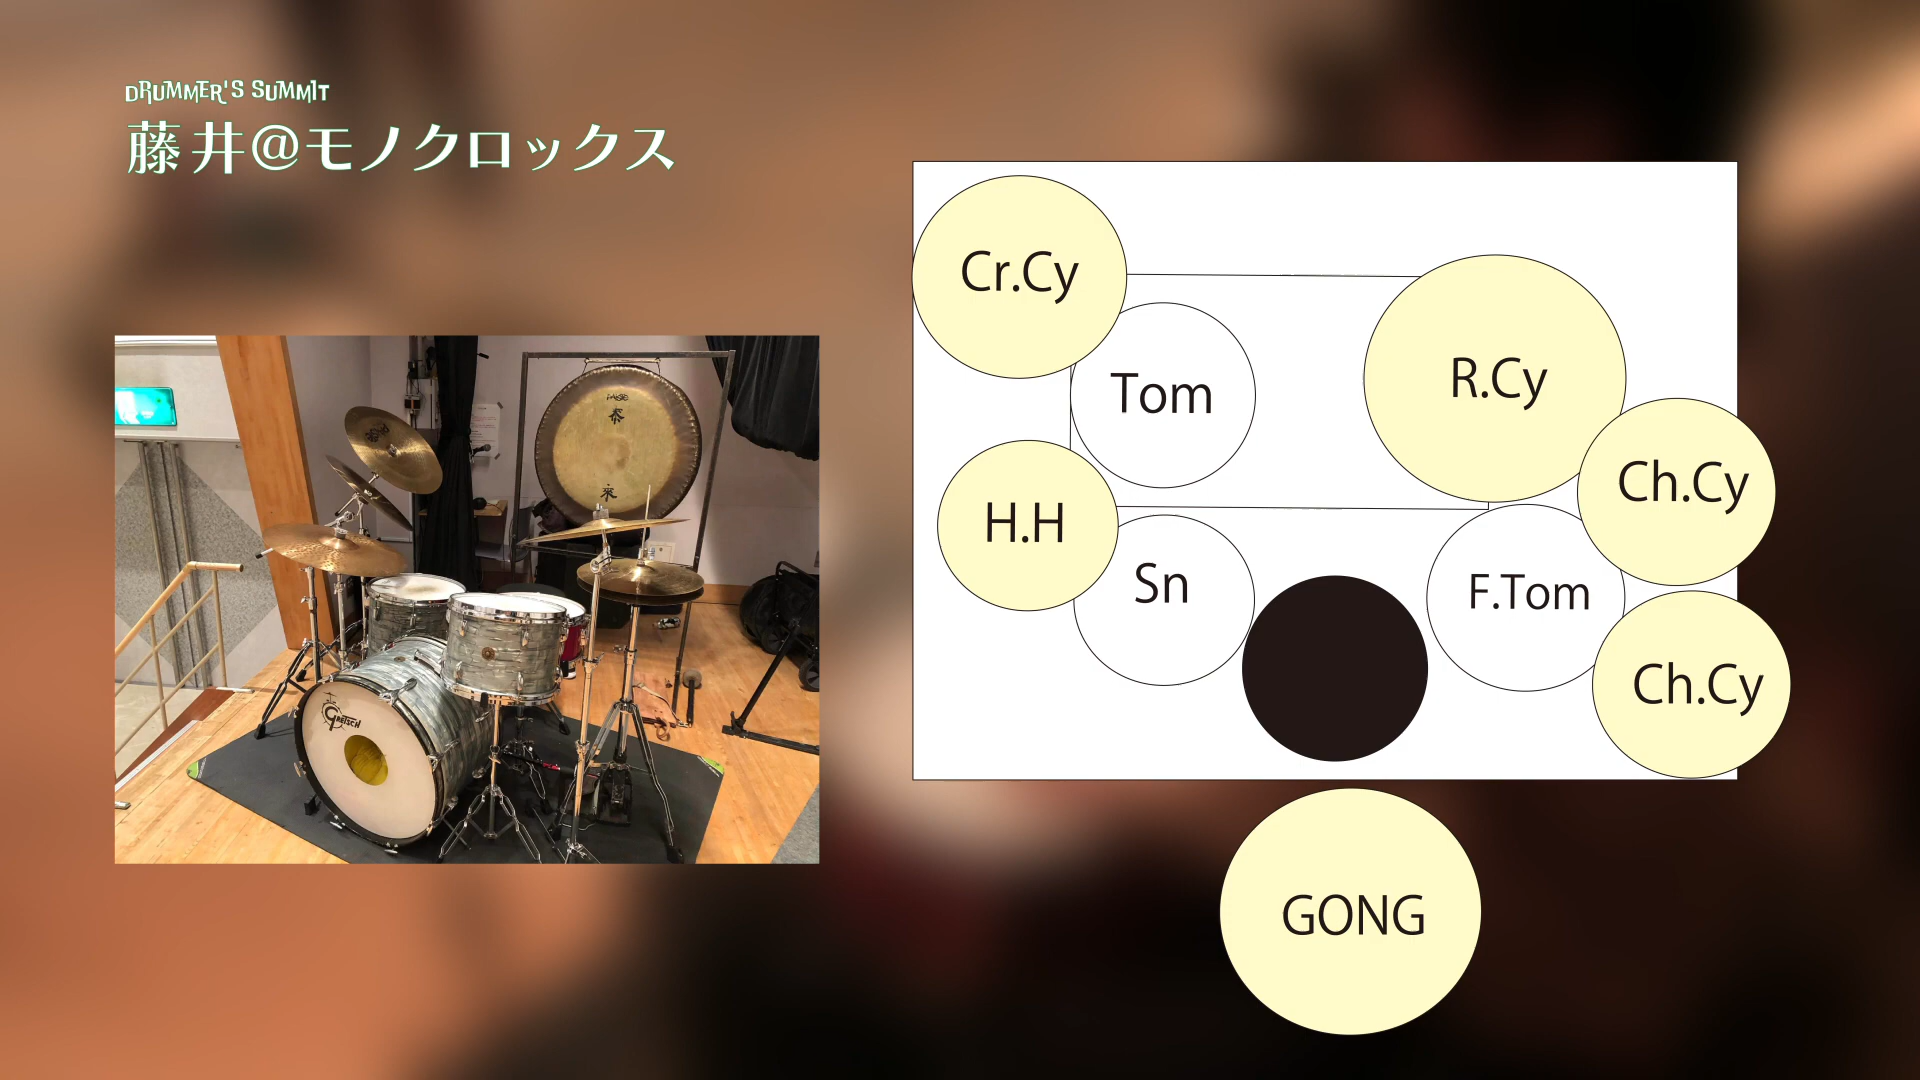 DRUMMER'S SUMMIT
藤井@モノクロックス
Cr.Cy
R.Cy
Tom
Ch.Cy
H.H
Sn
F.Tom
Ch.Cy
GONG
GRETSCH